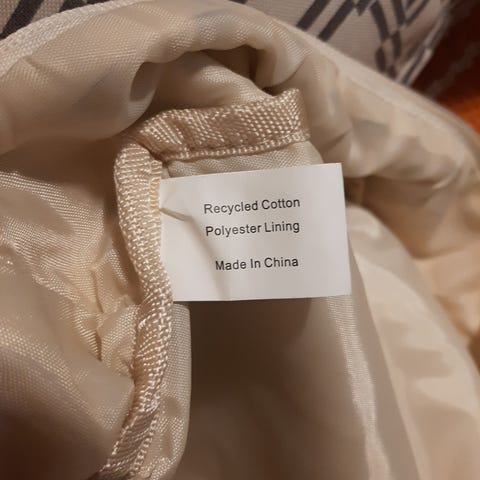 Recycled Cotton
Polyester Lining
Made In China